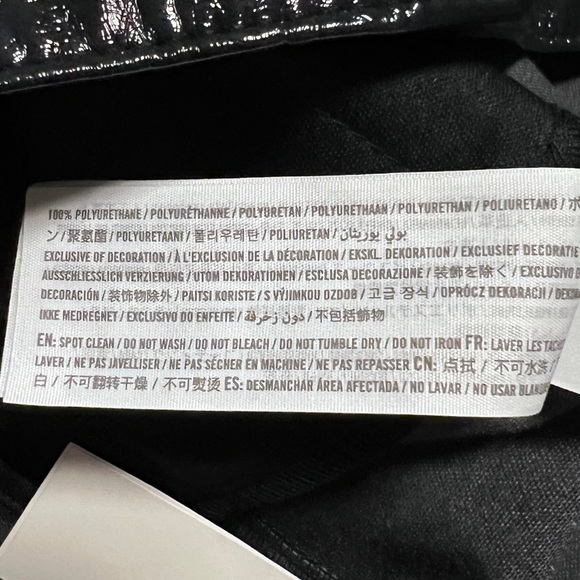 100% POLYURETHANE / POLYURÉTHANNE / POLYURETAN / POLYURETHAAN / POLYURETHAN / POLIURETANO / ポ
ン / 聚氨酯 / POLYURETAANI / 폴리우레탄 / POLIURETAN / بولي يوريثان
EXCLUSIVE OF DECORATION / À L'EXCLUSION DE LA DÉCORATION / EKSKL. DEKORATION / EXCLUSIEF DECORATIE
AUSSCHLIESSLICH VERZIERUNG / UTOM DEKORATIONEN / ESCLUSA DECORAZIONE / 装飾を除く / EXCLUSIVO D
DECORACIÓN / 装饰物除外 / PAITSI KORISTE / S VÝJIMKOU OZDOB / 고급 장식 / OPRÓCZ DEKORACJI /
IKKE MEDREGNET / EXCLUSIVO DO ENFEITE / دون زخرفة / 不包括飾物
EN: SPOT CLEAN / DO NOT WASH / DO NOT BLEACH / DO NOT TUMBLE DRY / DO NOT IRON FR: LAVER LES TAC
LAVER / NE PAS JAVELLISER / NE PAS SÉCHER EN MACHINE / NE PAS REPASSER CN: 点拭 / 不可水洗 /
白 / 不可翻转干燥 / 不可熨烫 ES: DESMANCHAR ÁREA AFECTADA / NO LAVAR / NO USAR BLANQ